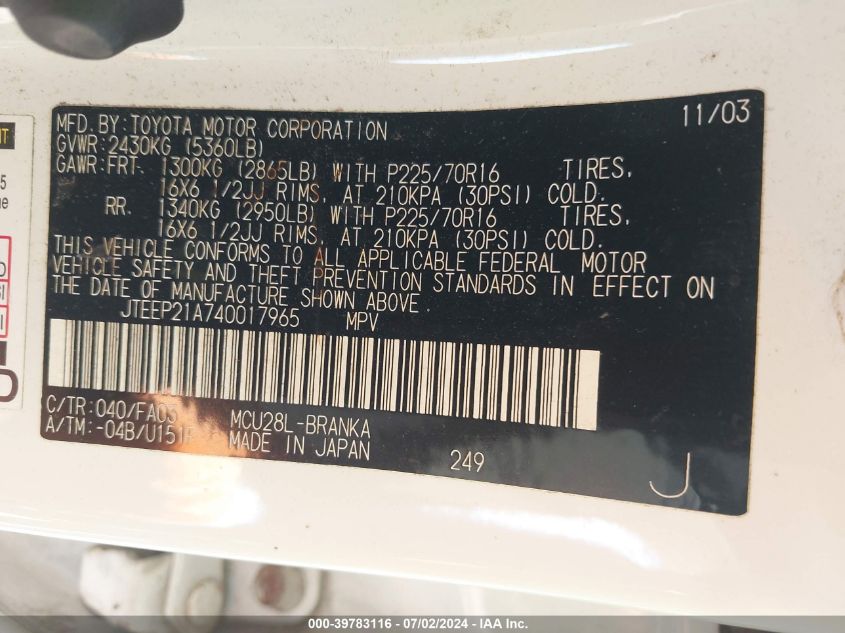 11/03
MFD. BY: TOYOTA MOTOR CORPORATION
GVWR: 2430KG (5360LB)
GAWR: FRT. 1300KG (2865LB) WITH P225/70R16 TIRES,
16X6 1/2JJ RIMS, AT 210KPA (30PSI) COLD.
RR. 1340KG (2950LB) WITH P225/70R16 TIRES,
16X6 1/2JJ RIMS, AT 210KPA (30PSI) COLD.
THIS VEHICLE CONFORMS TO ALL APPLICABLE FEDERAL MOTOR
VEHICLE SAFETY AND THEFT PREVENTION STANDARDS IN EFFECT ON
THE DATE OF MANUFACTURE SHOWN ABOVE.
JTEEP21A740017965 MPV
C/TR: 040/FA05 MCU28L-BRANKA
A/TM: -04B/U151F MADE IN JAPAN
249 J
000-39783116 - 07/02/2024 - © IAA, Inc.